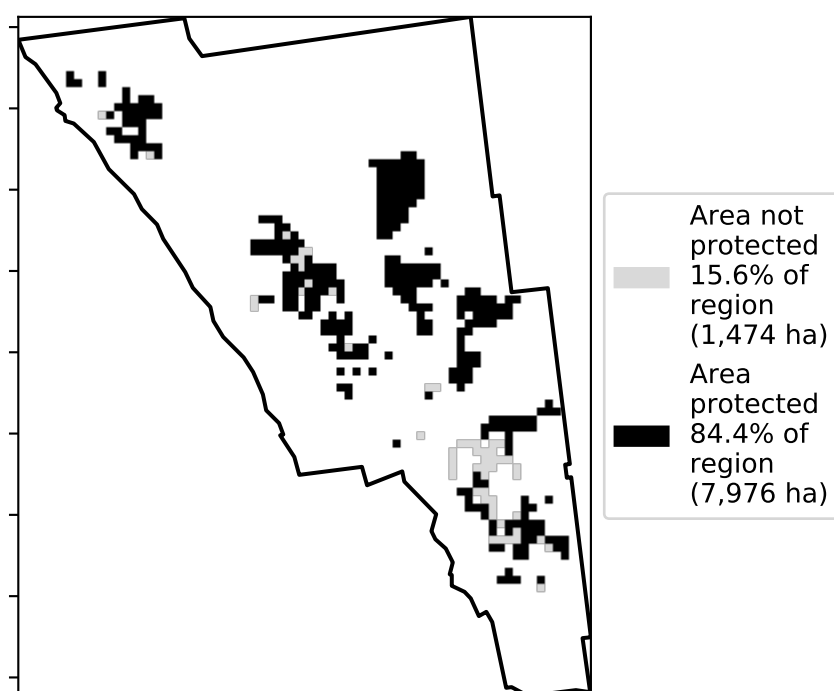 Area not
protected
15.6% of
region
(1,474 ha)
Area
protected
84.4% of
region
(7,976 ha)